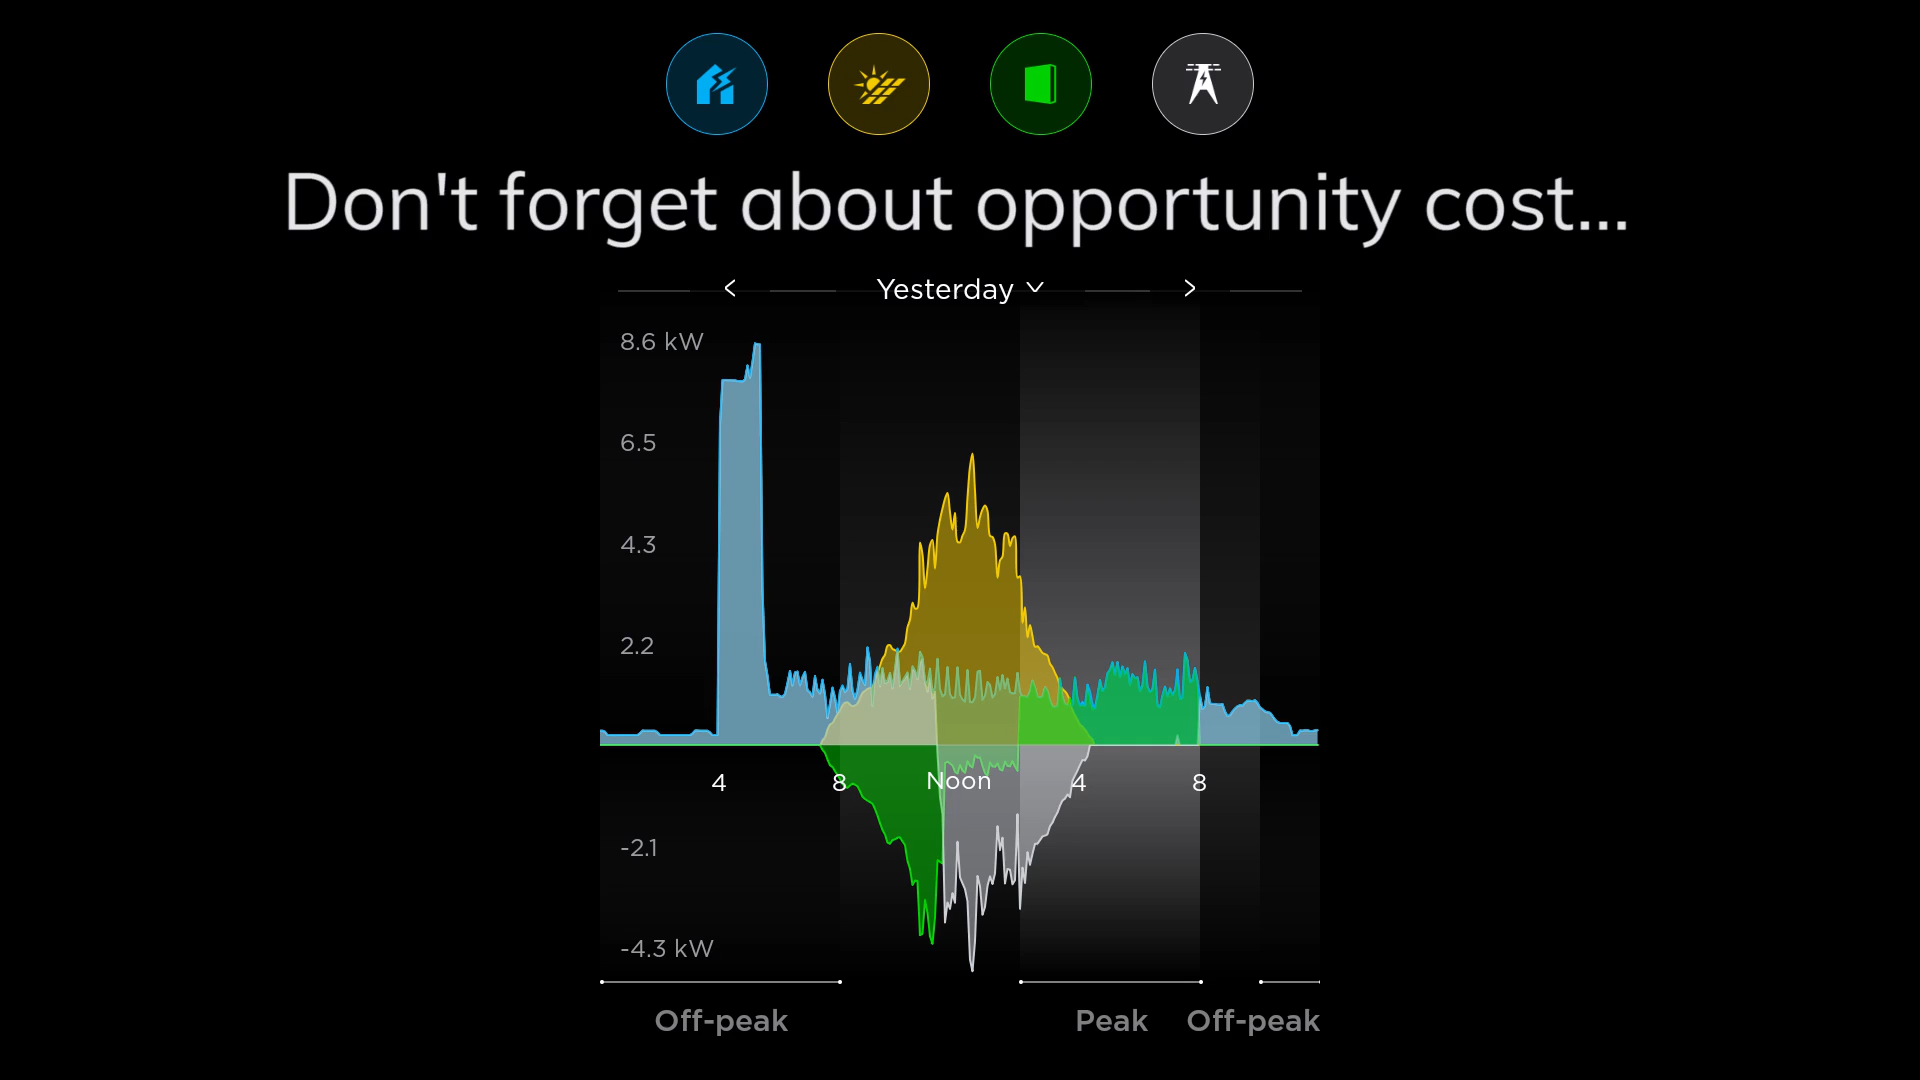 Don't forget about opportunity cost...
Yesterday
8.6 kW
6.5
4.3
2.2
4 8 Noon 4 8
-2.1
-4.3 kW
Off-peak Peak Off-peak